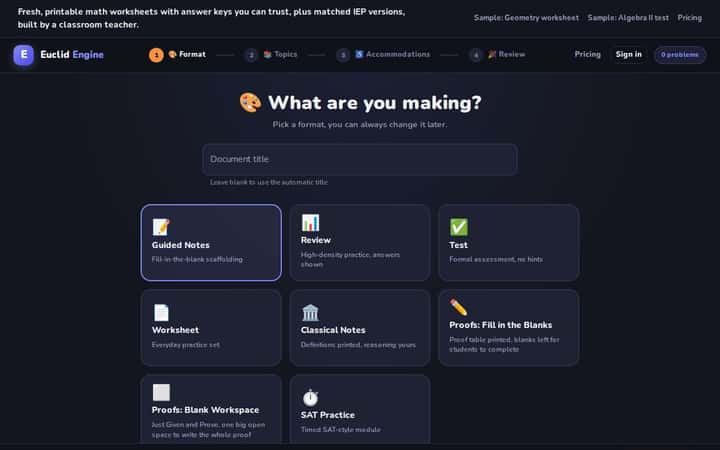 Fresh, printable math worksheets with answer keys you can trust, plus matched IEP versions,
built by a classroom teacher.
Sample: Geometry worksheet Sample: Algebra II test Pricing
E Euclid Engine 1 Format 2 Topics 3 Accommodations 4 Review Pricing Sign in 0 problems
What are you making?
Pick a format, you can always change it later.
Document title
Leave blank to use the automatic title
Guided Notes
Fill-in-the-blank scaffolding
Review
High-density practice, answers
shown
Test
Formal assessment, no hints
Worksheet
Everyday practice set
Classical Notes
Definitions printed, reasoning yours
Proofs: Fill in the Blanks
Proof table printed, blanks left for
students to complete
Proofs: Blank Workspace
Just Given and Prove, one big open
space to write the whole proof
SAT Practice
Timed SAT-style module